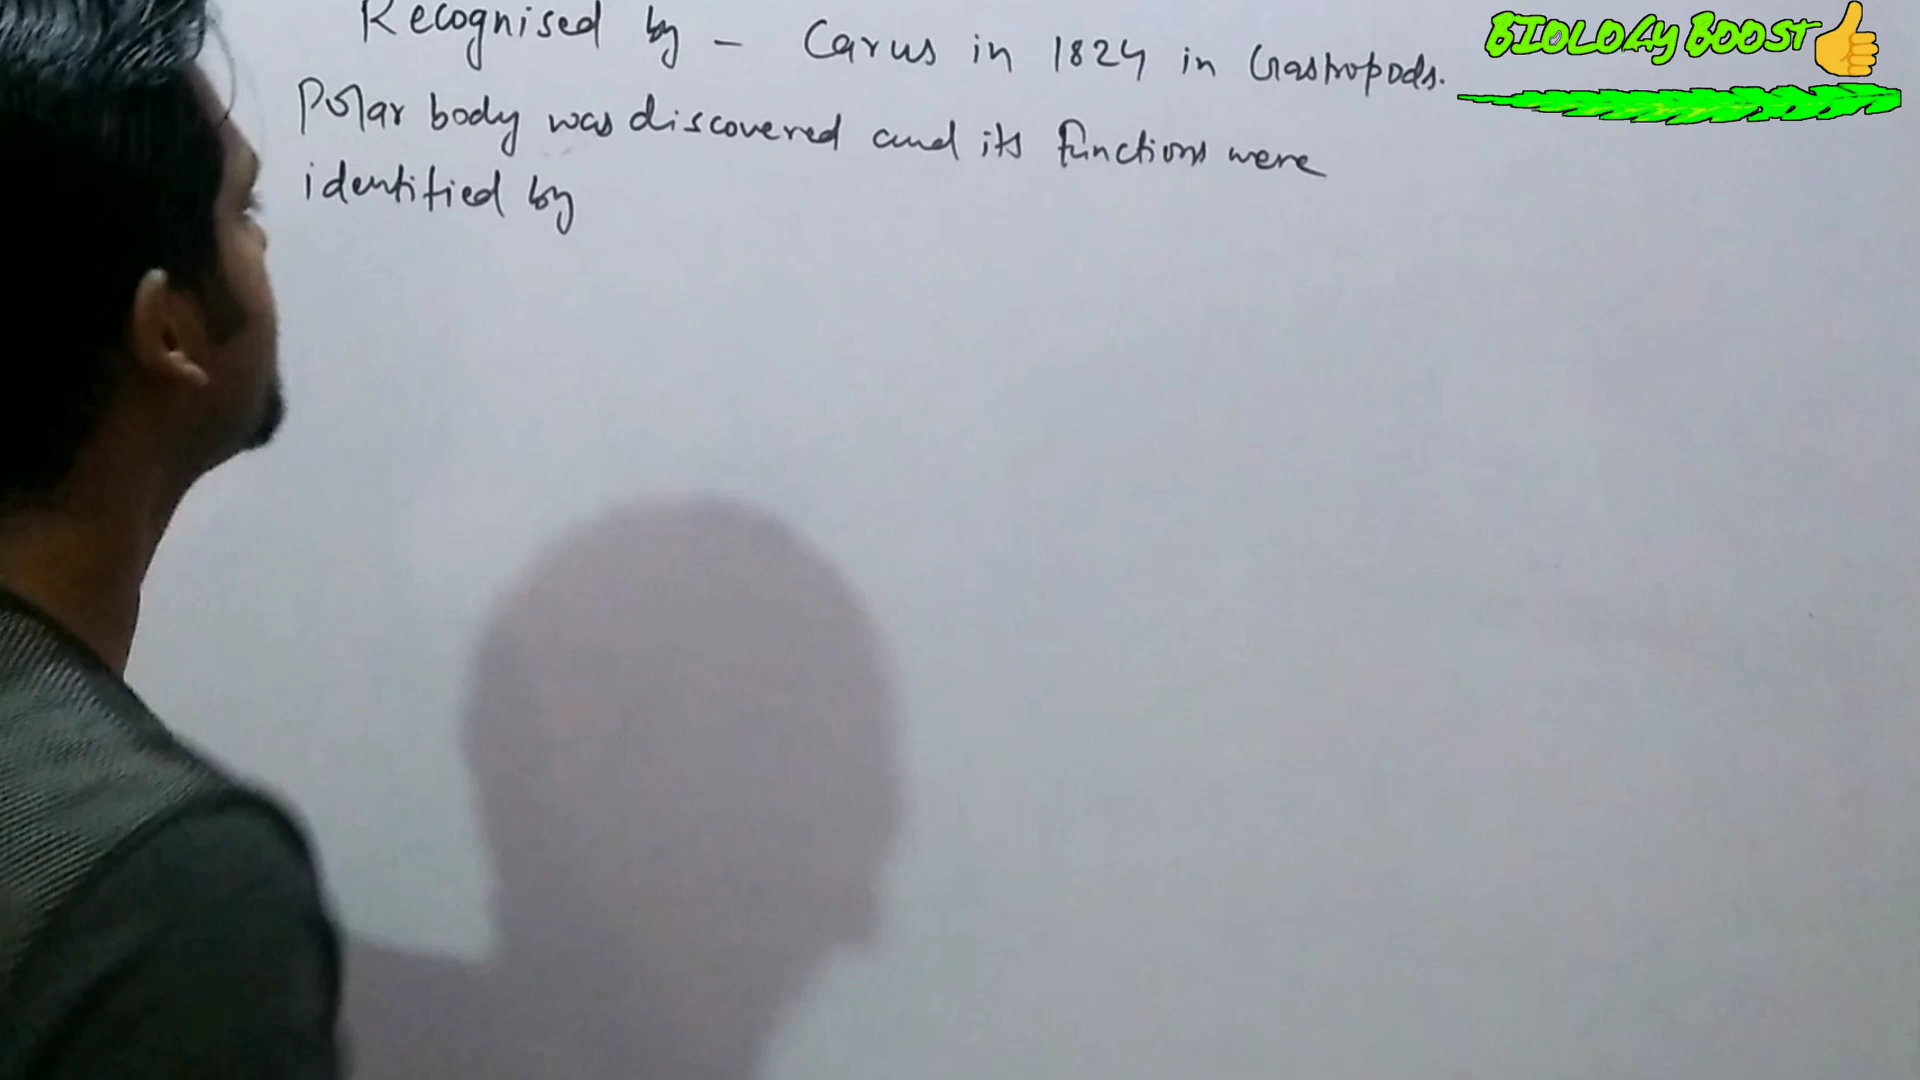 Recognised by - Carus in 1824 in Gastropods.
BIOLOGY BOOST
Polar body was discovered and its functions were
identified by